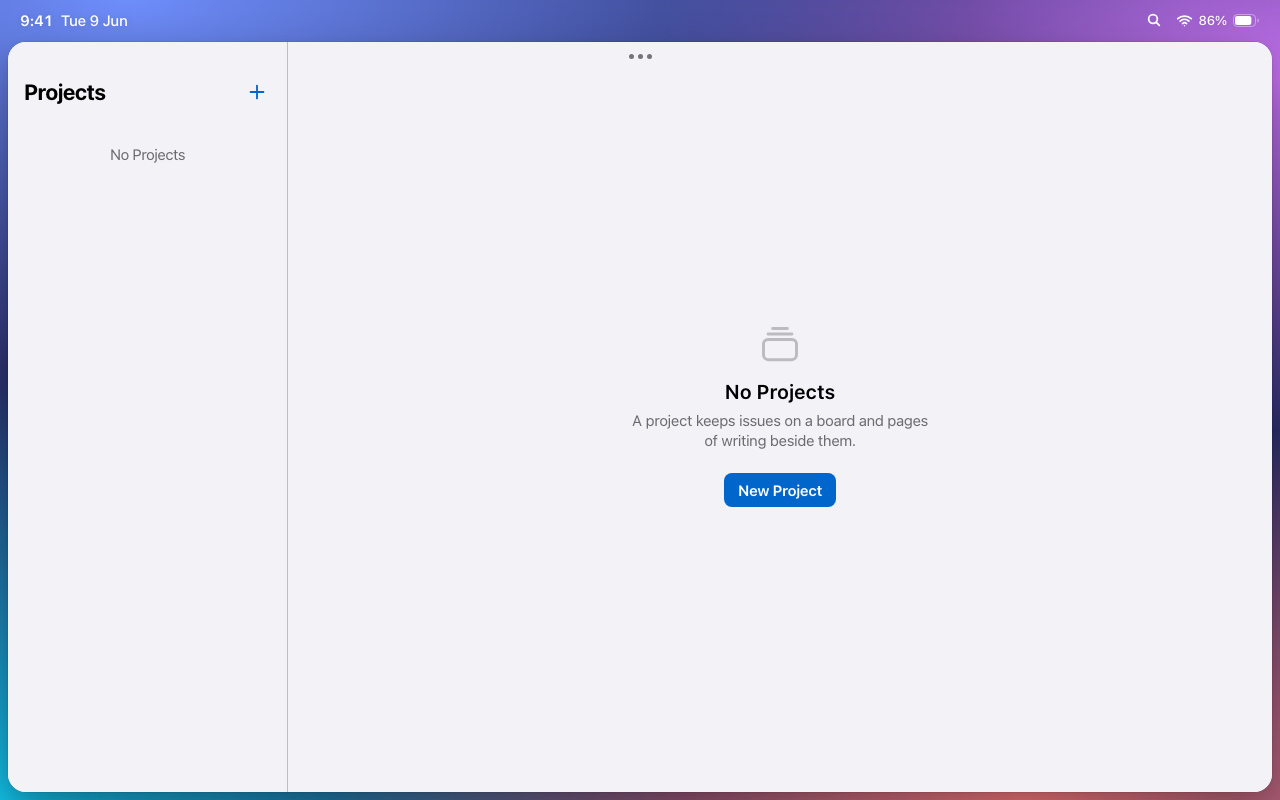 9:41 Tue 9 Jun
86%
Projects
No Projects
No Projects
A project keeps issues on a board and pages
of writing beside them.
New Project